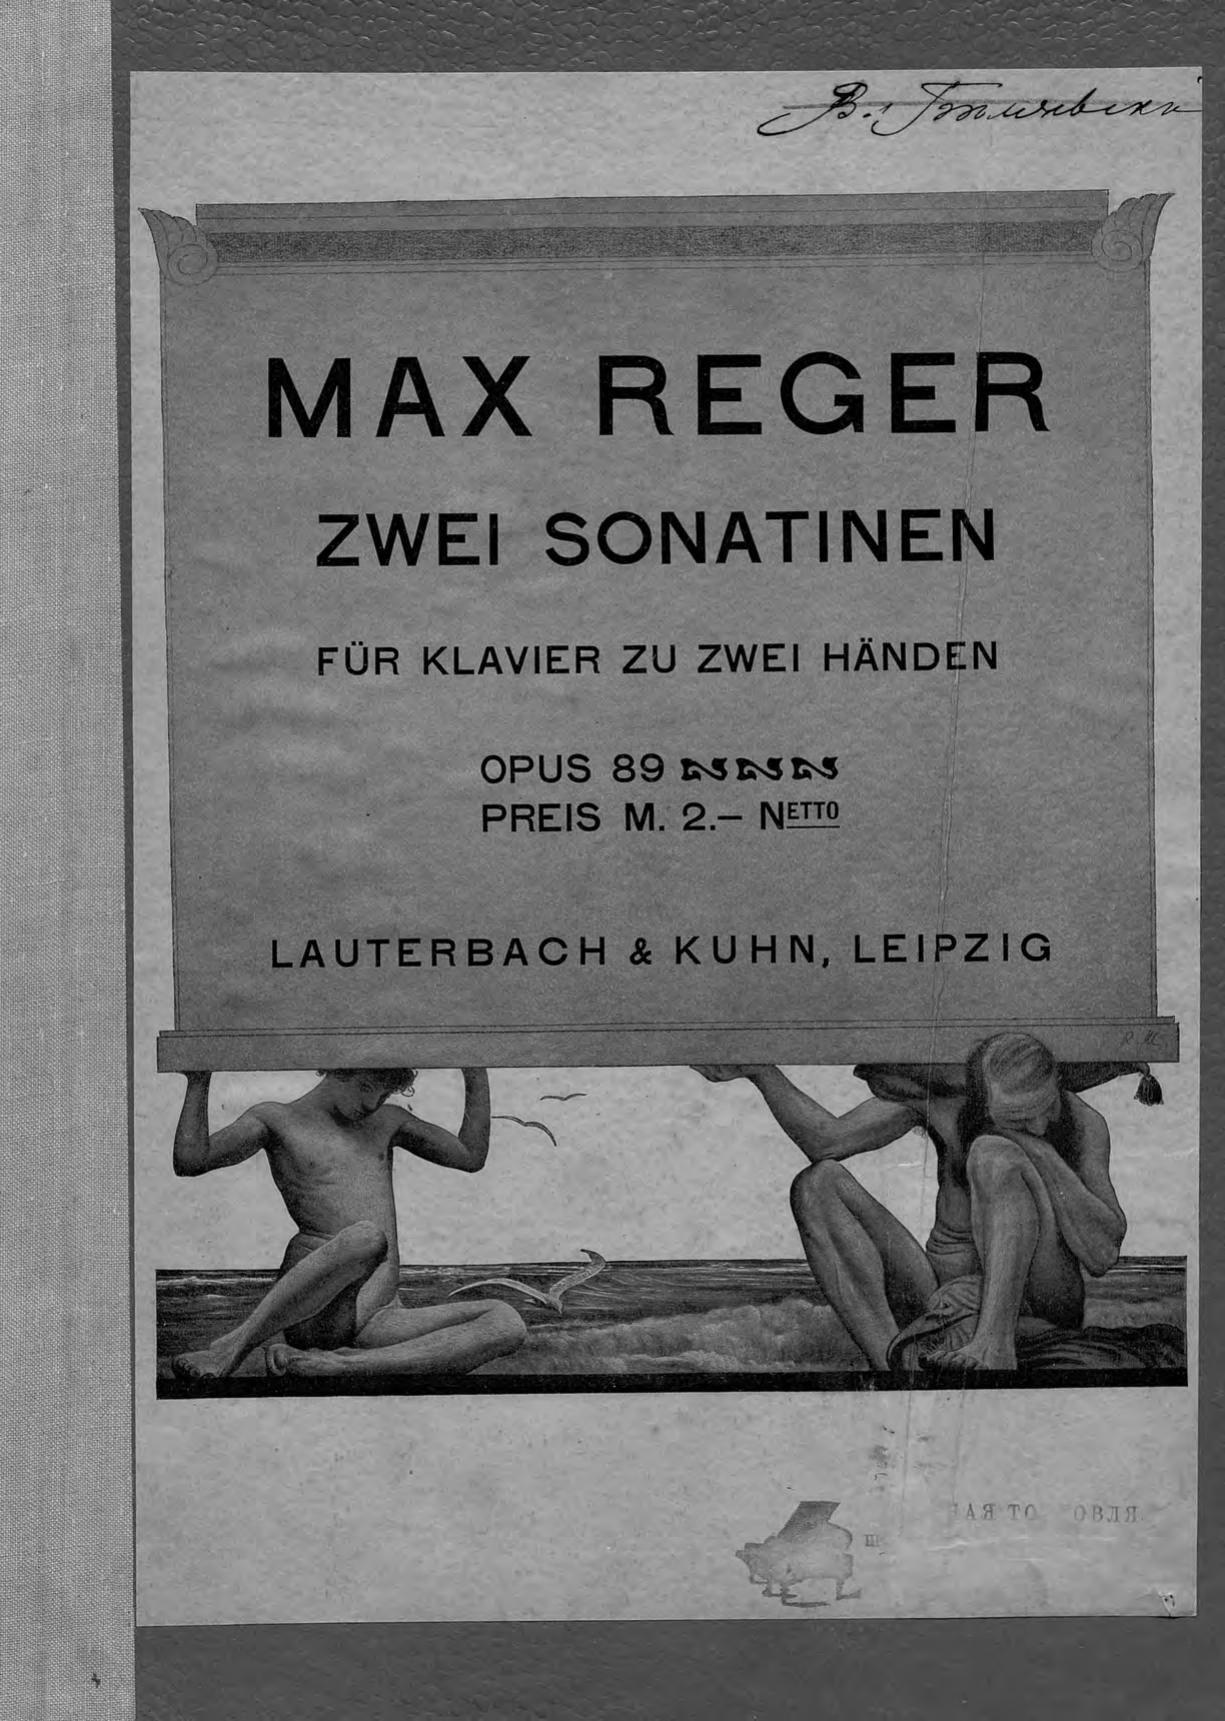 MAX REGER
ZWEI SONATINEN
FÜR KLAVIER ZU ZWEI HÄNDEN
OPUS 89
PREIS M. 2.— NETTO
LAUTERBACH & KUHN, LEIPZIG